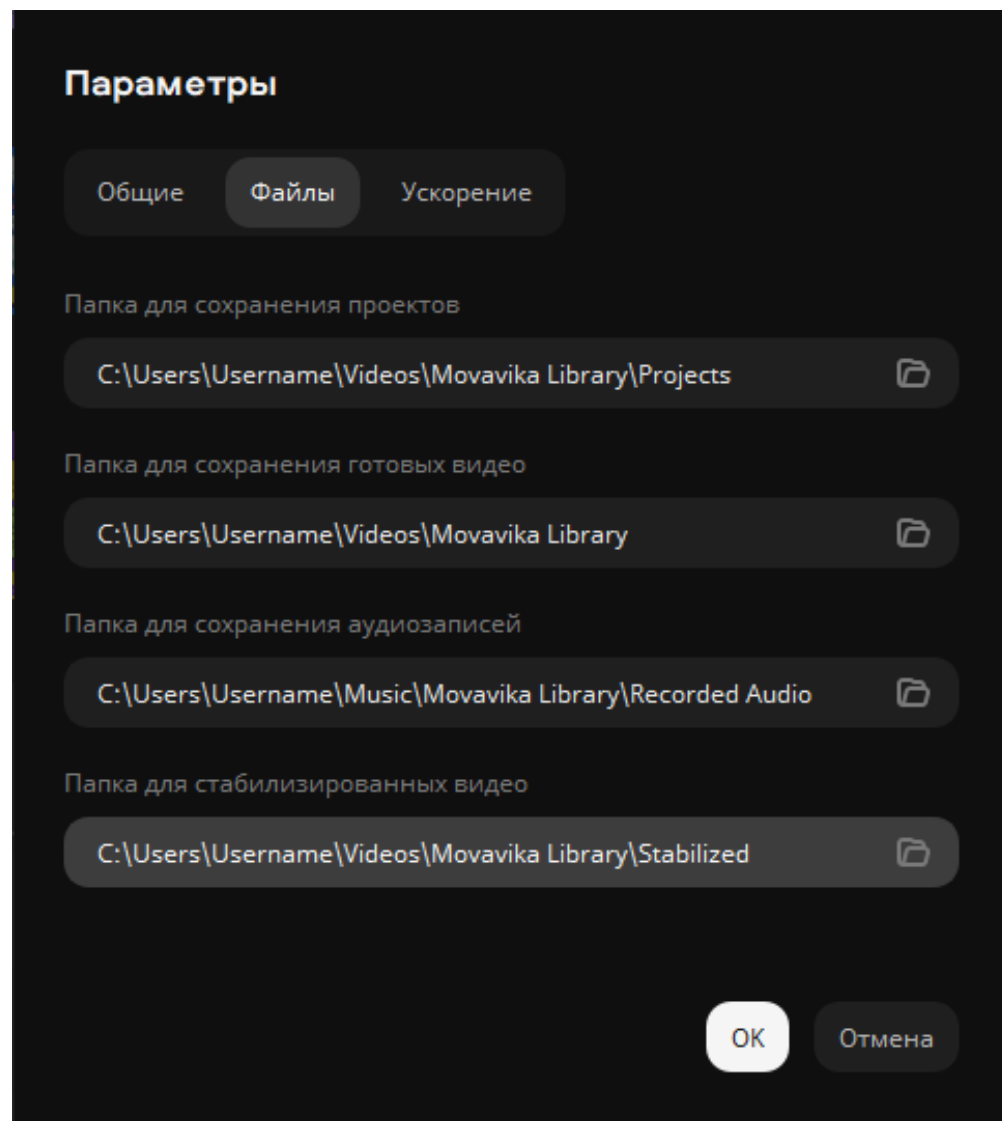 Параметры
Общие Файлы Ускорение
Папка для сохранения проектов
C:\Users\Username\Videos\Movavika Library\Projects
Папка для сохранения готовых видео
C:\Users\Username\Videos\Movavika Library
Папка для сохранения аудиозаписей
C:\Users\Username\Music\Movavika Library\Recorded Audio
Папка для стабилизированных видео
C:\Users\Username\Videos\Movavika Library\Stabilized
OK Отмена